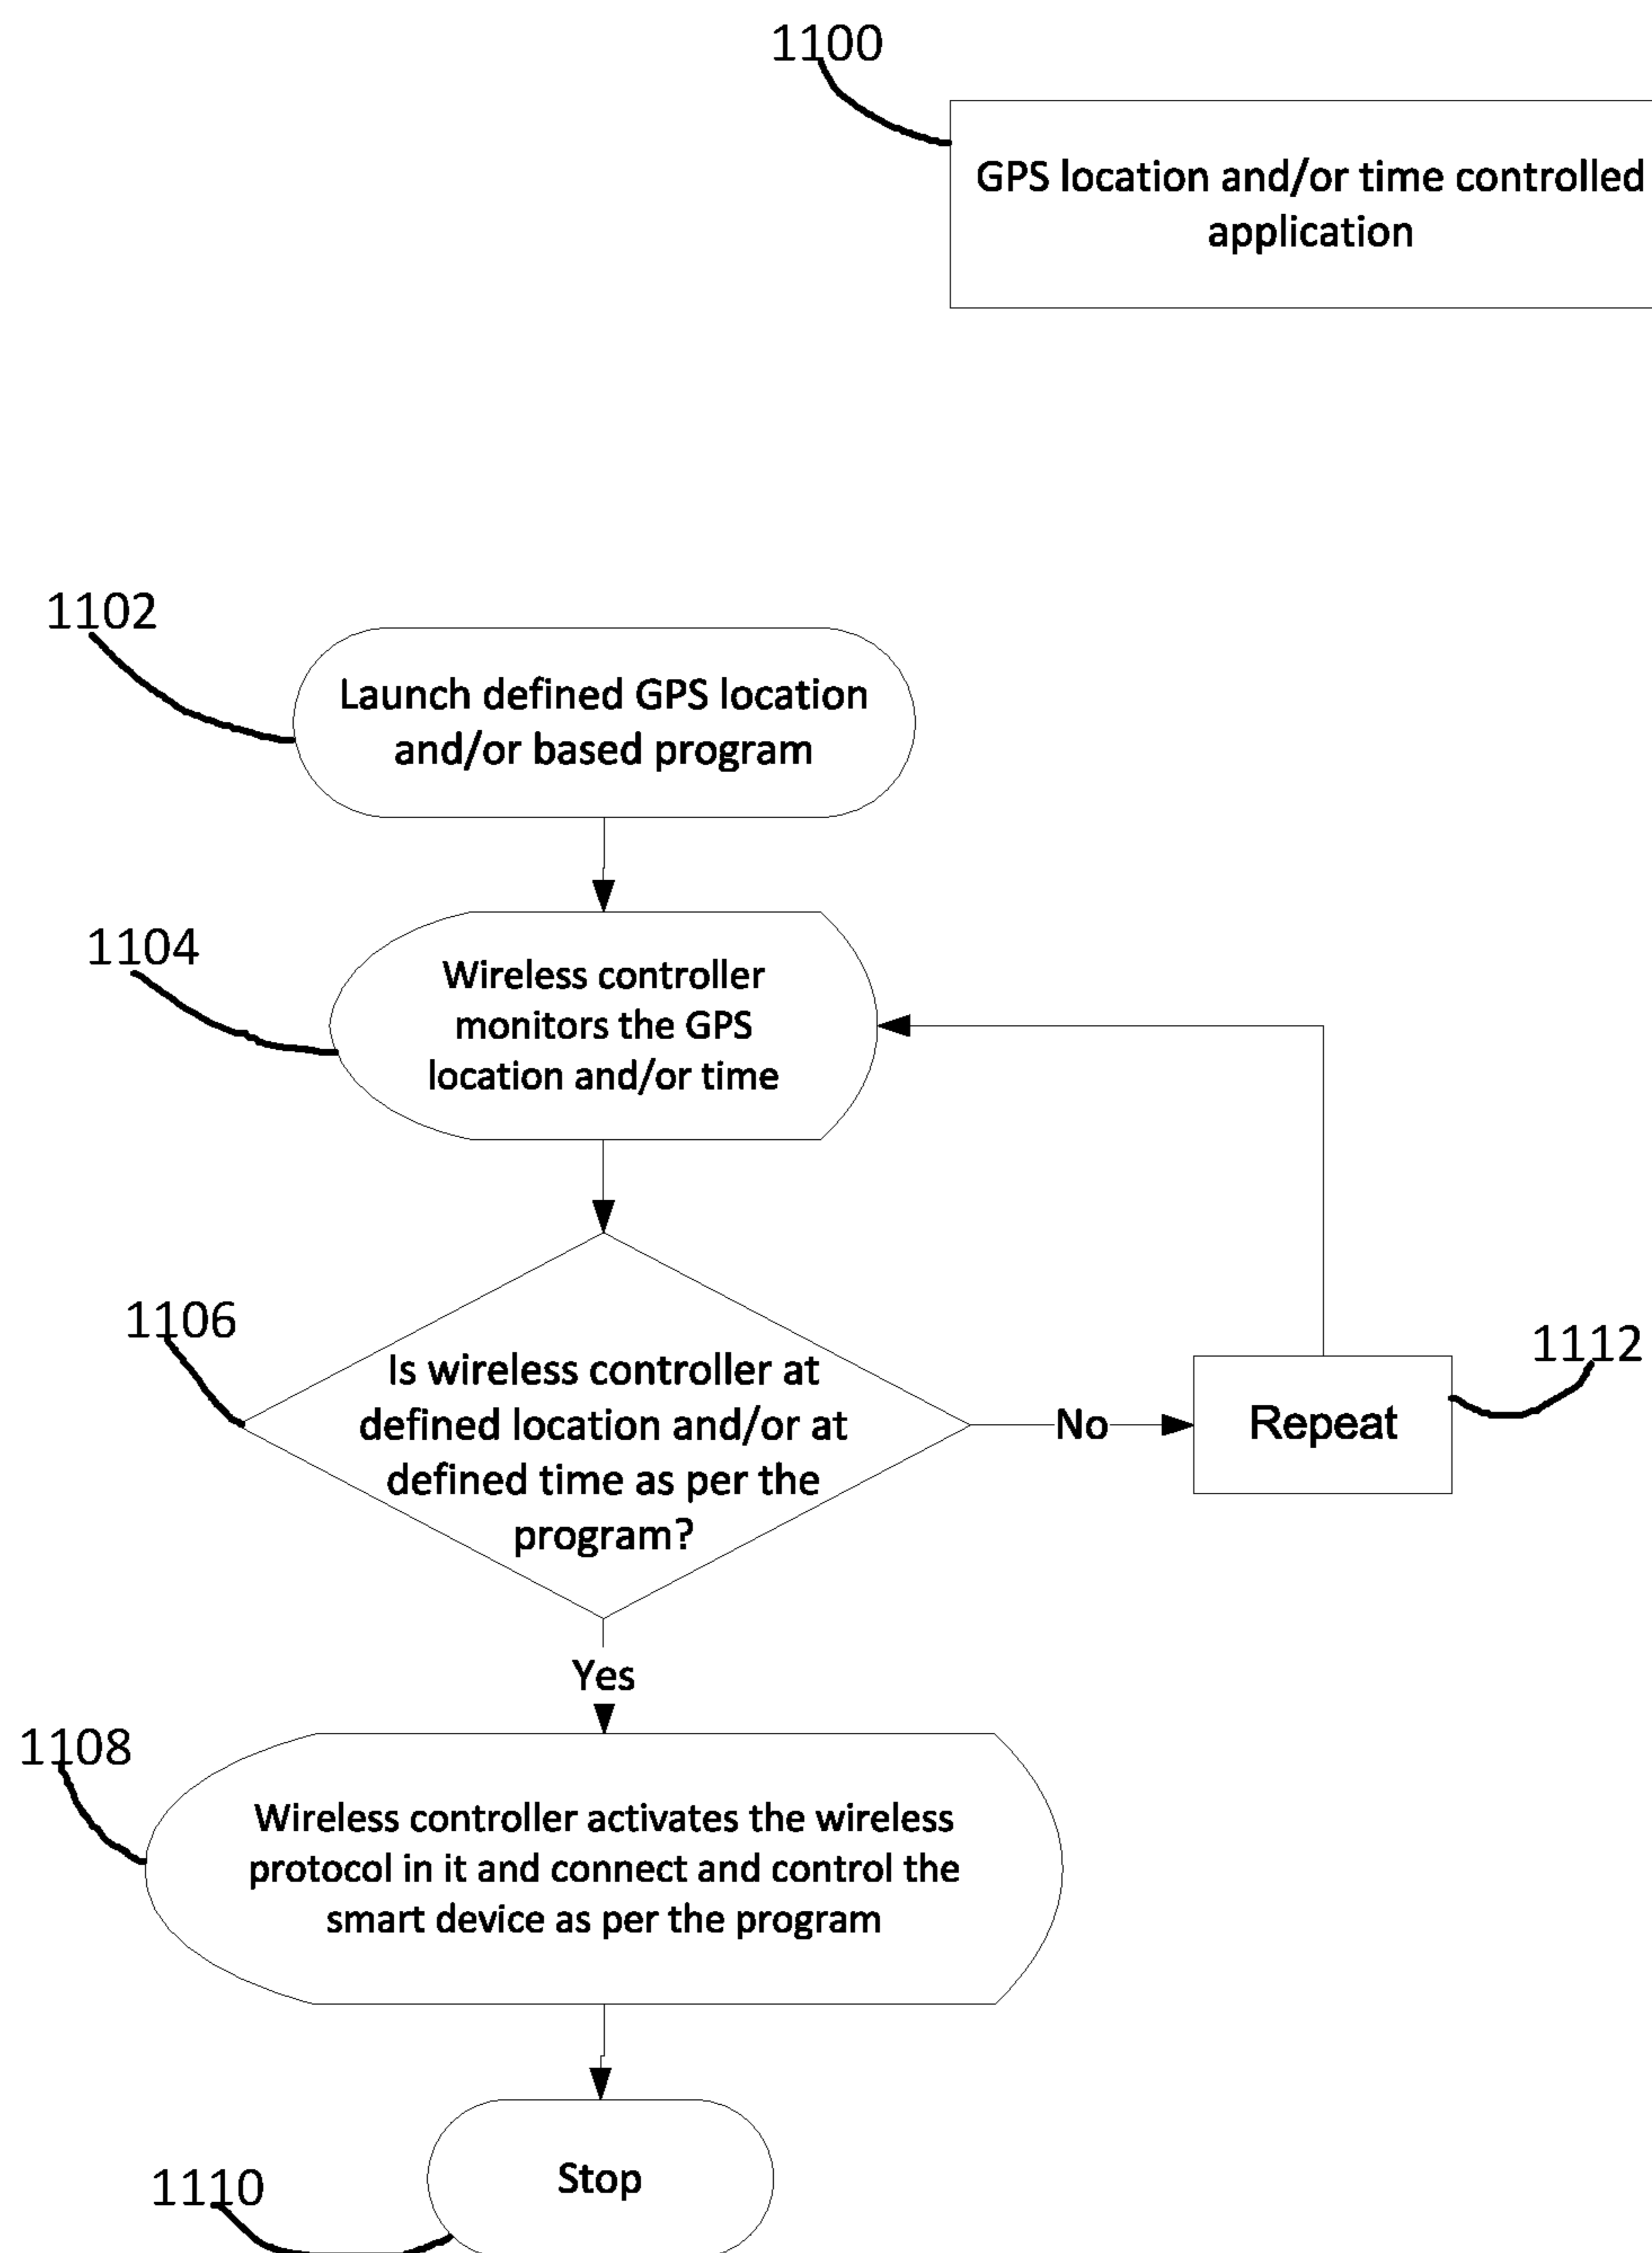 1100
GPS location and/or time controlled
application
1102
Launch defined GPS location
and/or based program
1104
Wireless controller
monitors the GPS
location and/or time
1106
Is wireless controller at
defined location and/or at
defined time as per the
program?
No
Repeat
1112
Yes
1108
Wireless controller activates the wireless
protocol in it and connect and control the
smart device as per the program
Stop
1110